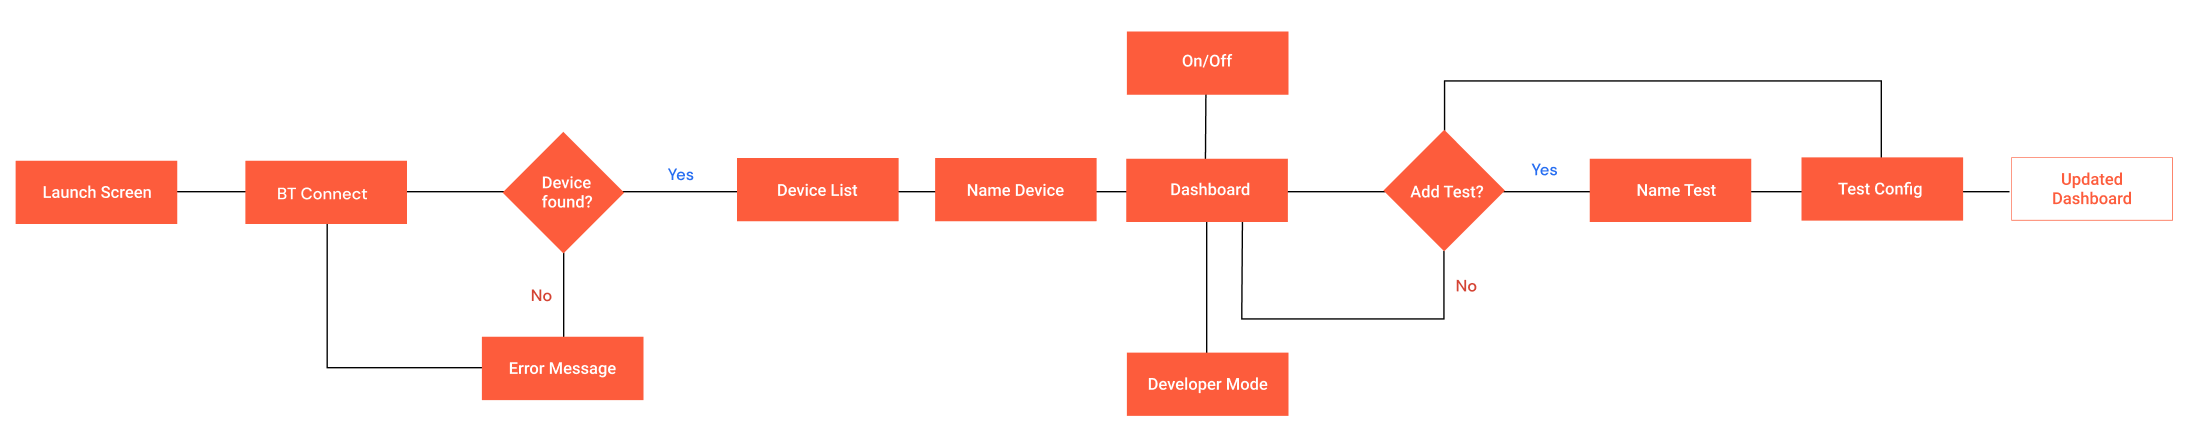 On/Off
Launch Screen
BT Connect
Device
found?
Yes
Device List
Name Device
Dashboard
Add Test?
Yes
Name Test
Test Config
Updated
Dashboard
No
No
Error Message
Developer Mode